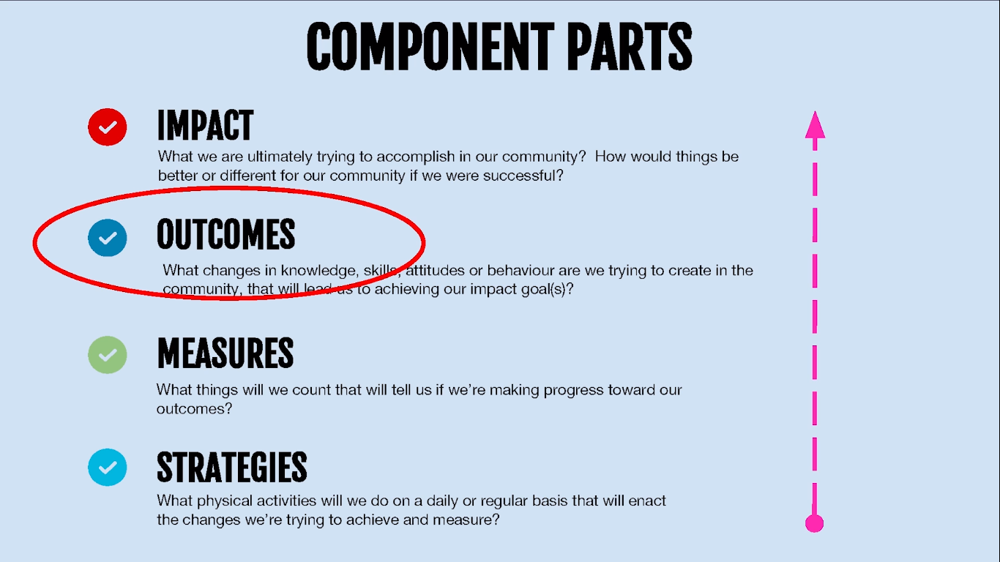 COMPONENT PARTS
IMPACT
What we are ultimately trying to accomplish in our community?  How would things be
better or different for our community if we were successful?
OUTCOMES
What changes in knowledge, skills, attitudes or behaviour are we trying to create in the
community, that will lead us to achieving our impact goal(s)?
MEASURES
What things will we count that will tell us if we’re making progress toward our
outcomes?
STRATEGIES
What physical activities will we do on a daily or regular basis that will enact
the changes we’re trying to achieve and measure?